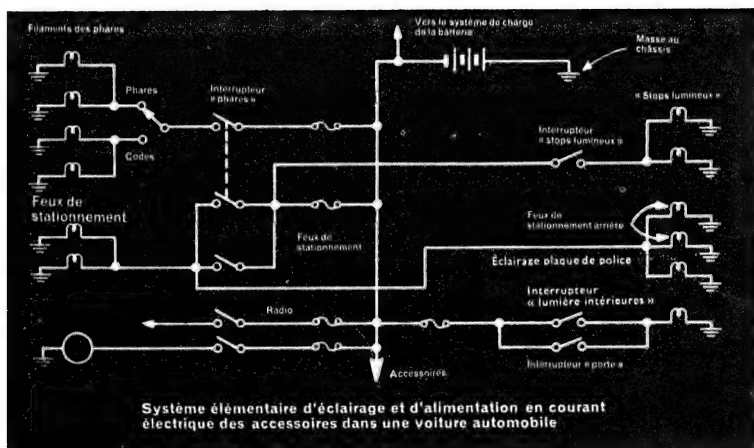 Filaments des phares
Vers le système de charge
de la batterie
Masse au
châssis
Phares
Interrupteur
« phares »
« Stops lumineux »
Interrupteur
« stops lumineux »
Codes
Feux de
stationnement
Feux de
stationnement
Feux de
stationnement arrière
Éclairage plaque de police
Interrupteur
« lumière intérieures »
Radio
Interrupteur « porte »
Accessoires
Système élémentaire d'éclairage et d'alimentation en courant
électrique des accessoires dans une voiture automobile